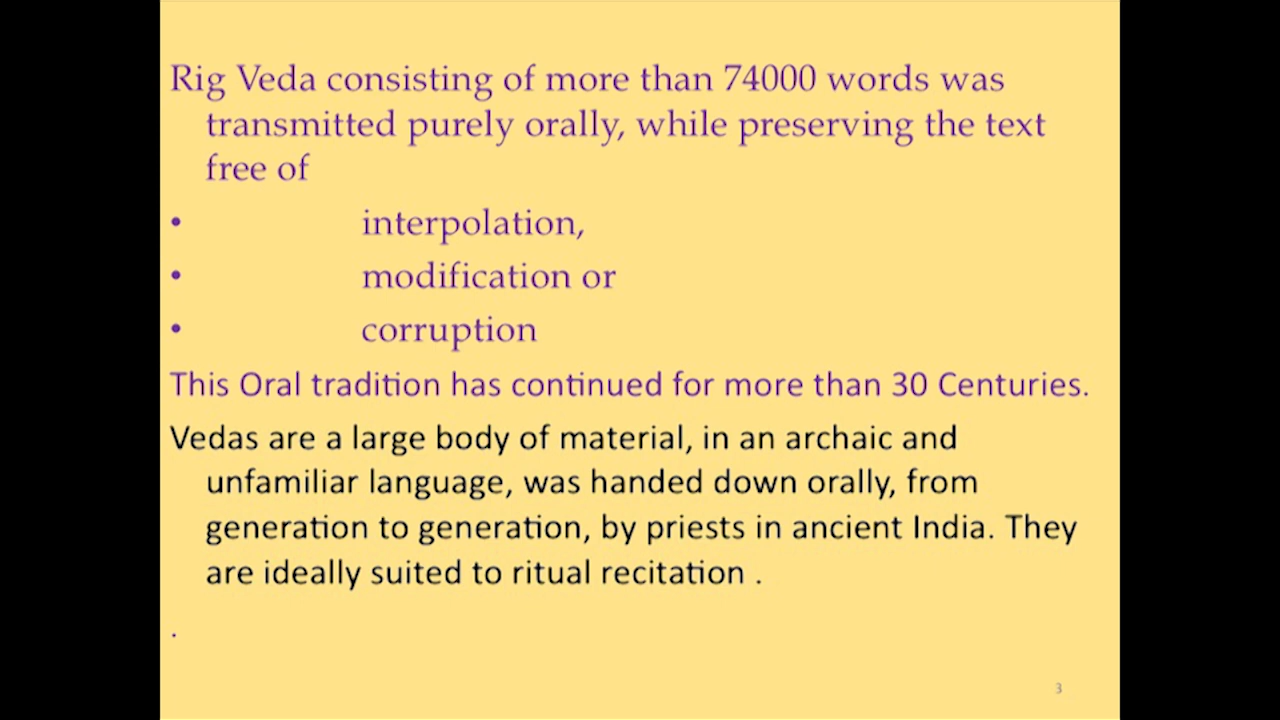 Rig Veda consisting of more than 74000 words was
transmitted purely orally, while preserving the text
free of
• interpolation,
• modification or
• corruption
This Oral tradition has continued for more than 30 Centuries.
Vedas are a large body of material, in an archaic and
unfamiliar language, was handed down orally, from
generation to generation, by priests in ancient India. They
are ideally suited to ritual recitation .
.
3